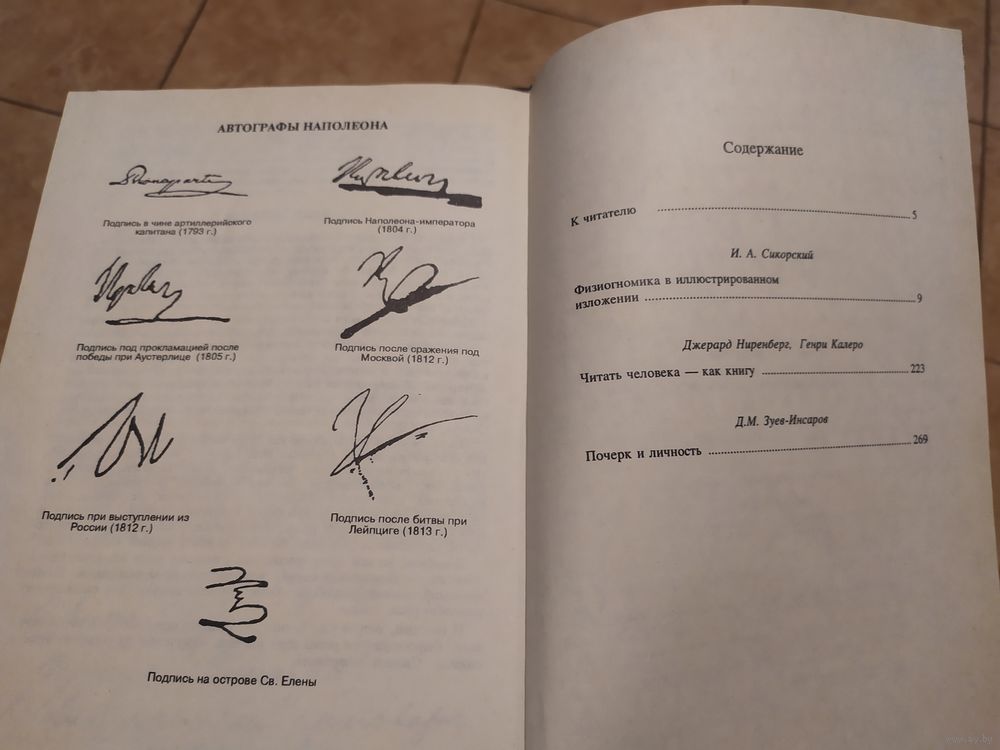 АВТОГРАФЫ НАПОЛЕОНА
Подпись в чине артиллерийского
капитана (1793 г.)
Подпись Наполеона-императора
(1804 г.)
Подпись под прокламацией после
победы при Аустерлице (1805 г.)
Подпись после сражения под
Москвой (1812 г.)
Подпись при выступлении из
России (1812 г.)
Подпись после битвы при
Лейпциге (1813 г.)
Подпись на острове Св. Елены
Содержание
К читателю ........ 5
И. А. Сикорский
Физиогномика в иллюстрированном
изложении ........ 9
Джерард Ниренберг, Генри Калеро
Читать человека — как книгу ........ 223
Д.М. Зуев-Инсаров
Почерк и личность ........ 269
www.ay.by